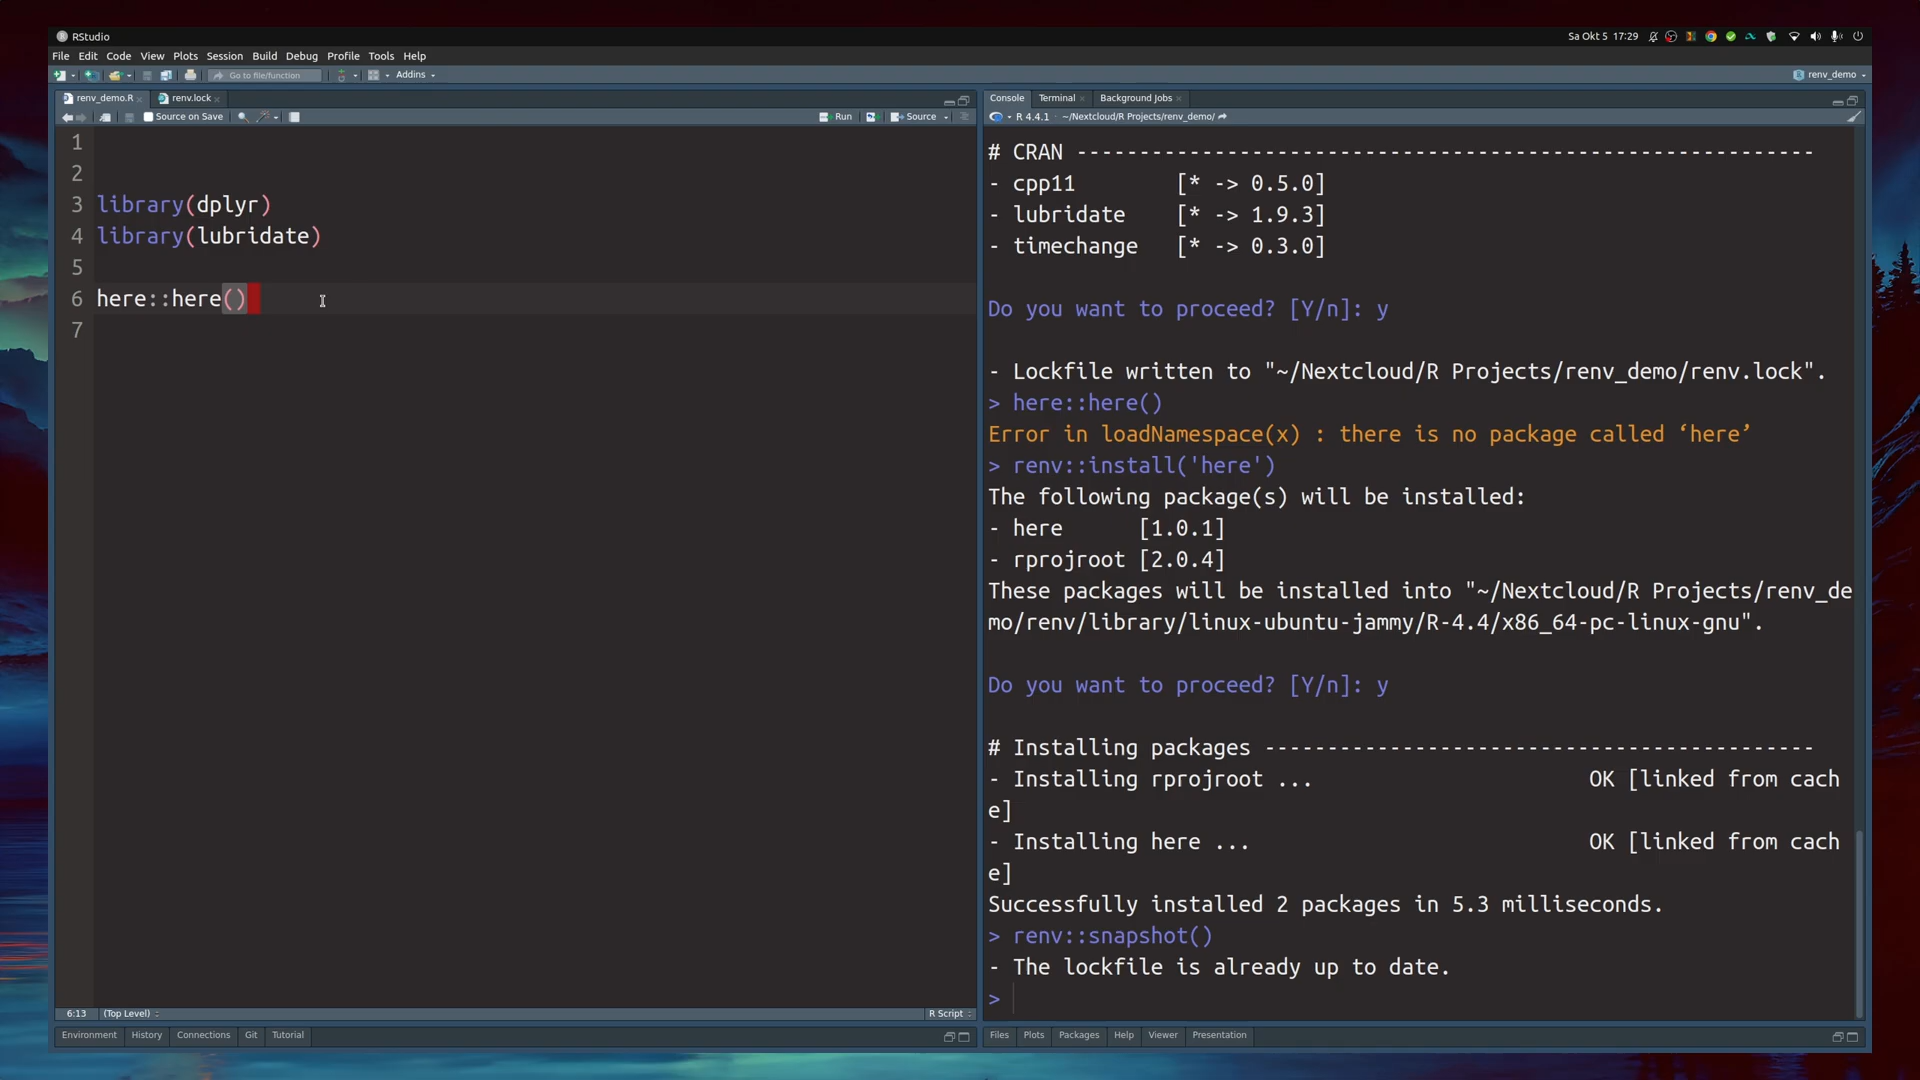 RStudio
Sa Okt 5 17:29
File Edit Code View Plots Session Build Debug Profile Tools Help
Go to file/function Addins renv_demo
renv_demo.R renv.lock
Source on Save Run Source
1
2
3 library(dplyr)
4 library(lubridate)
5
6 here::here()
7
6:13 (Top Level) R Script
Environment History Connections Git Tutorial
Console Terminal Background Jobs
R 4.4.1 · ~/Nextcloud/R Projects/renv_demo/
# CRAN -----------------------------------------------------------
- cpp11 [* -> 0.5.0]
- lubridate [* -> 1.9.3]
- timechange [* -> 0.3.0]
Do you want to proceed? [Y/n]: y
- Lockfile written to "~/Nextcloud/R Projects/renv_demo/renv.lock".
> here::here()
Error in loadNamespace(x) : there is no package called ‘here’
> renv::install('here')
The following package(s) will be installed:
- here [1.0.1]
- rprojroot [2.0.4]
These packages will be installed into "~/Nextcloud/R Projects/renv_de
mo/renv/library/linux-ubuntu-jammy/R-4.4/x86_64-pc-linux-gnu".
Do you want to proceed? [Y/n]: y
# Installing packages --------------------------------------------
- Installing rprojroot ... OK [linked from cach
e]
- Installing here ... OK [linked from cach
e]
Successfully installed 2 packages in 5.3 milliseconds.
> renv::snapshot()
- The lockfile is already up to date.
>
Files Plots Packages Help Viewer Presentation